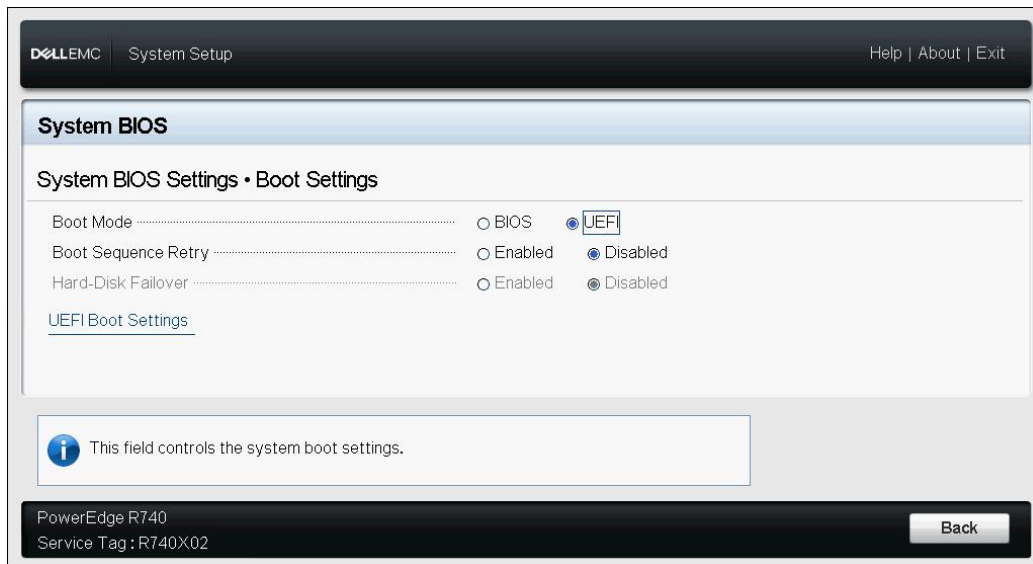 DELLEMC System Setup Help | About | Exit
System BIOS
System BIOS Settings • Boot Settings
Boot Mode BIOS UEFI
Boot Sequence Retry Enabled Disabled
Hard-Disk Failover Enabled Disabled
UEFI Boot Settings
This field controls the system boot settings.
PowerEdge R740
Service Tag : R740X02
Back